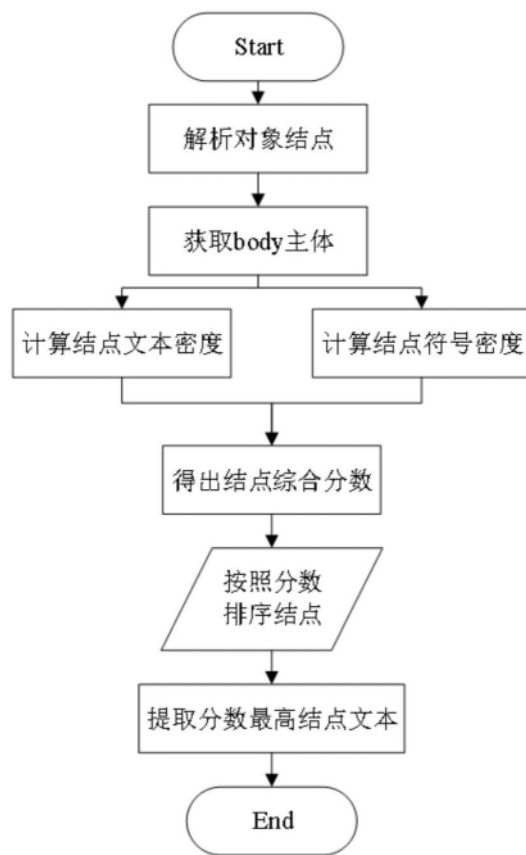 Start
解析对象结点
获取body主体
计算结点文本密度
计算结点符号密度
得出结点综合分数
按照分数
排序结点
提取分数最高结点文本
End